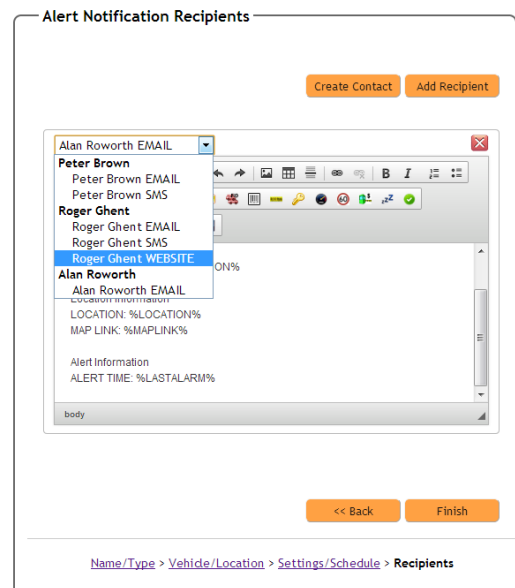 Alert Notification Recipients
Create Contact Add Recipient
Alan Roworth EMAIL
Peter Brown
Peter Brown EMAIL
Peter Brown SMS
Roger Ghent
Roger Ghent EMAIL
Roger Ghent SMS
Roger Ghent WEBSITE
ON%
Alan Roworth
Alan Roworth EMAIL
Location Information
LOCATION: %LOCATION%
MAP LINK: %MAPLINK%
Alert Information
ALERT TIME: %LASTALARM%
body
<< Back Finish
Name/Type > Vehicle/Location > Settings/Schedule > Recipients